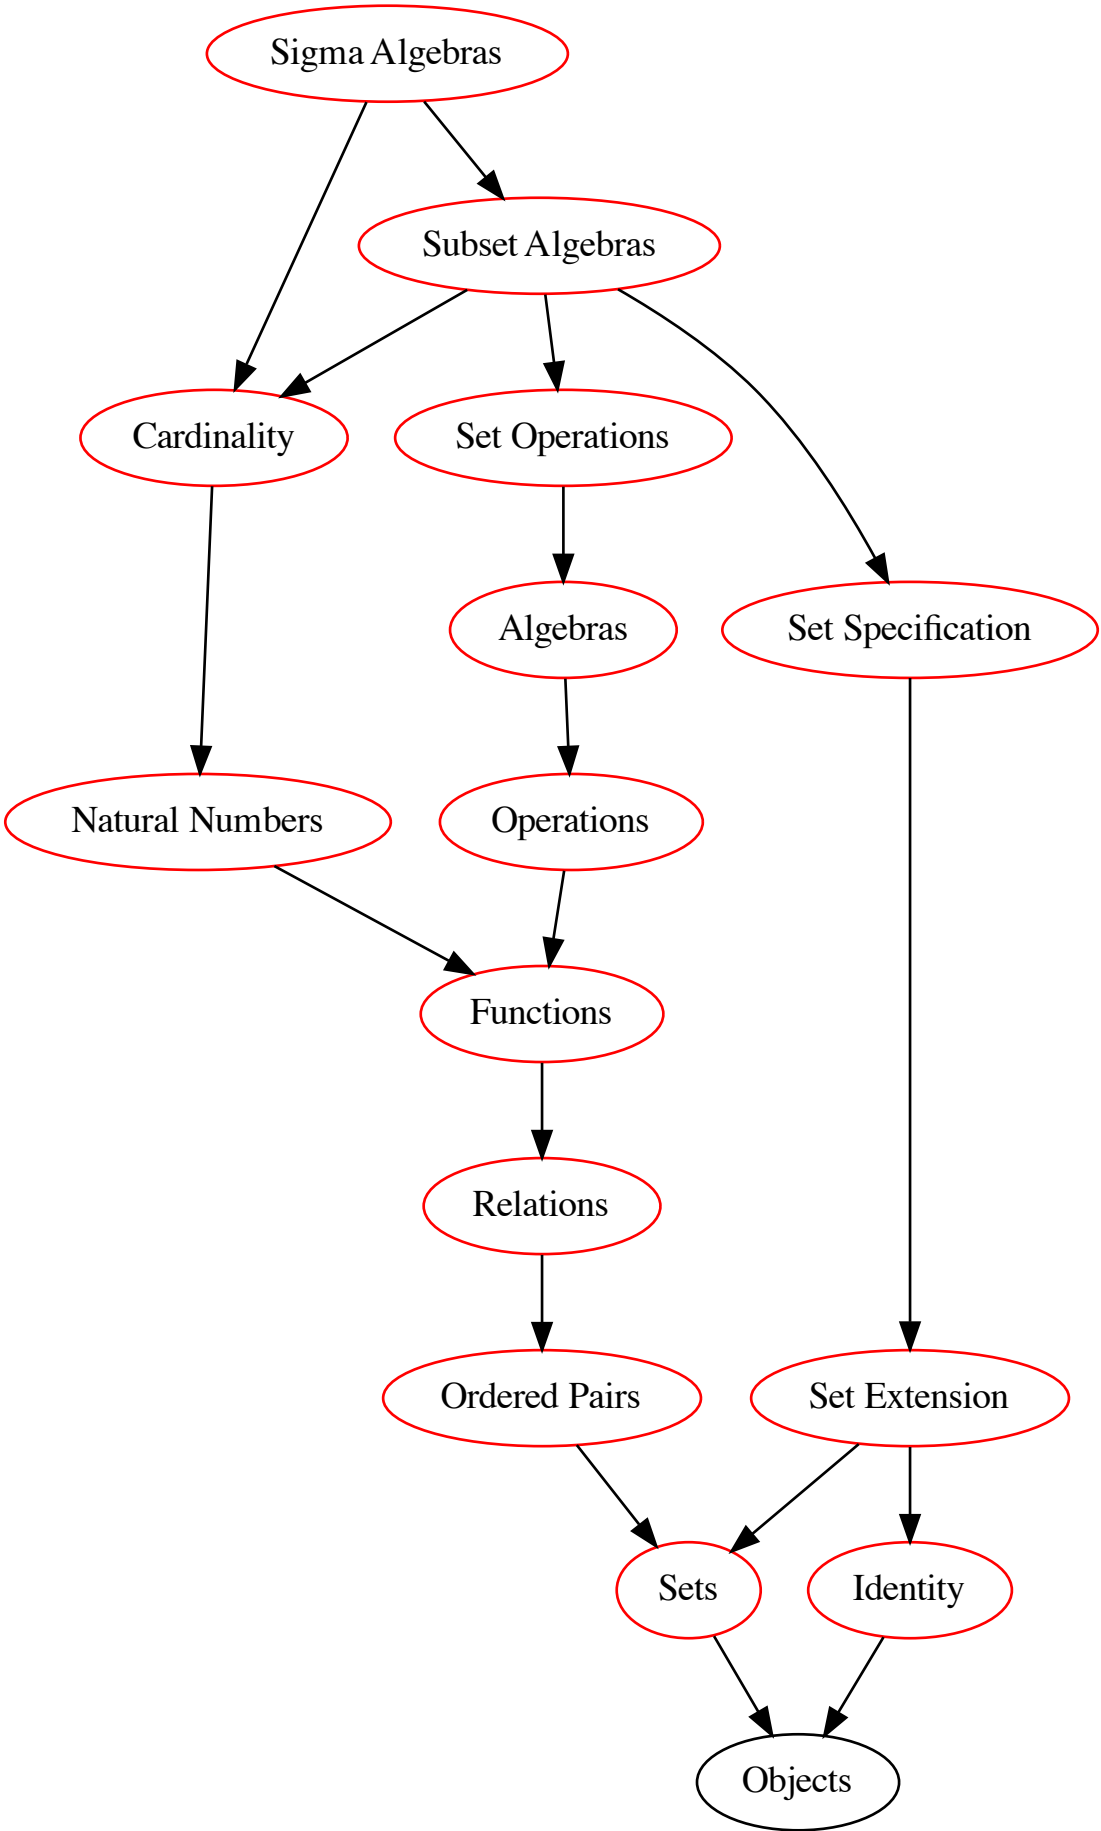 Sigma Algebras
Subset Algebras
Cardinality
Set Operations
Algebras
Set Specification
Natural Numbers
Operations
Functions
Relations
Ordered Pairs
Set Extension
Sets
Identity
Objects